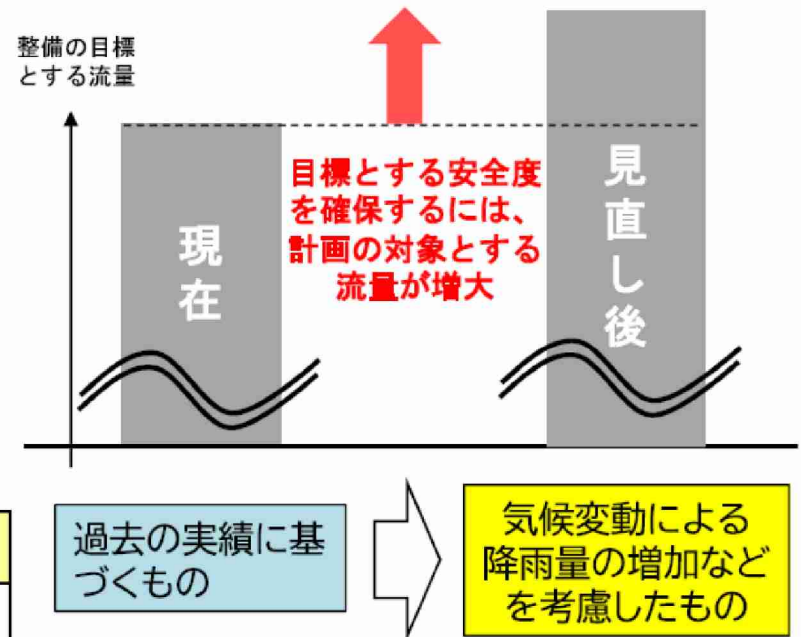 整備の目標
とする流量
目標とする安全度
を確保するには、
計画の対象とする
流量が増大
現在
見直し後
過去の実績に基
づくもの
気候変動による
降雨量の増加など
を考慮したもの